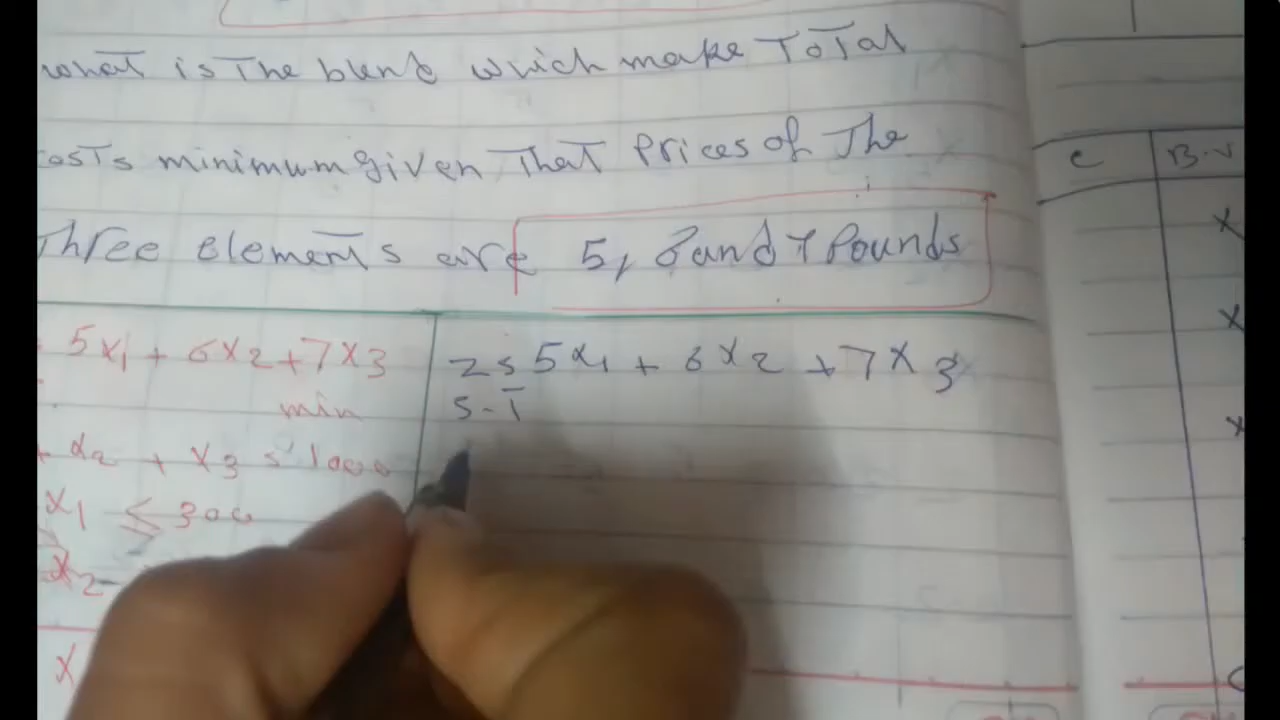 what is The blend which make ToTal
costs minimum given That Prices of The
Three elements are 5, 6 and 7 Pounds
5x1 + 6x2 + 7x3
min
+ x2 + x3 = 1000
x1 ≤ 300
x2
x
Z = 5x1 + 6x2 + 7x3
S.T
C B.V
x
x
x